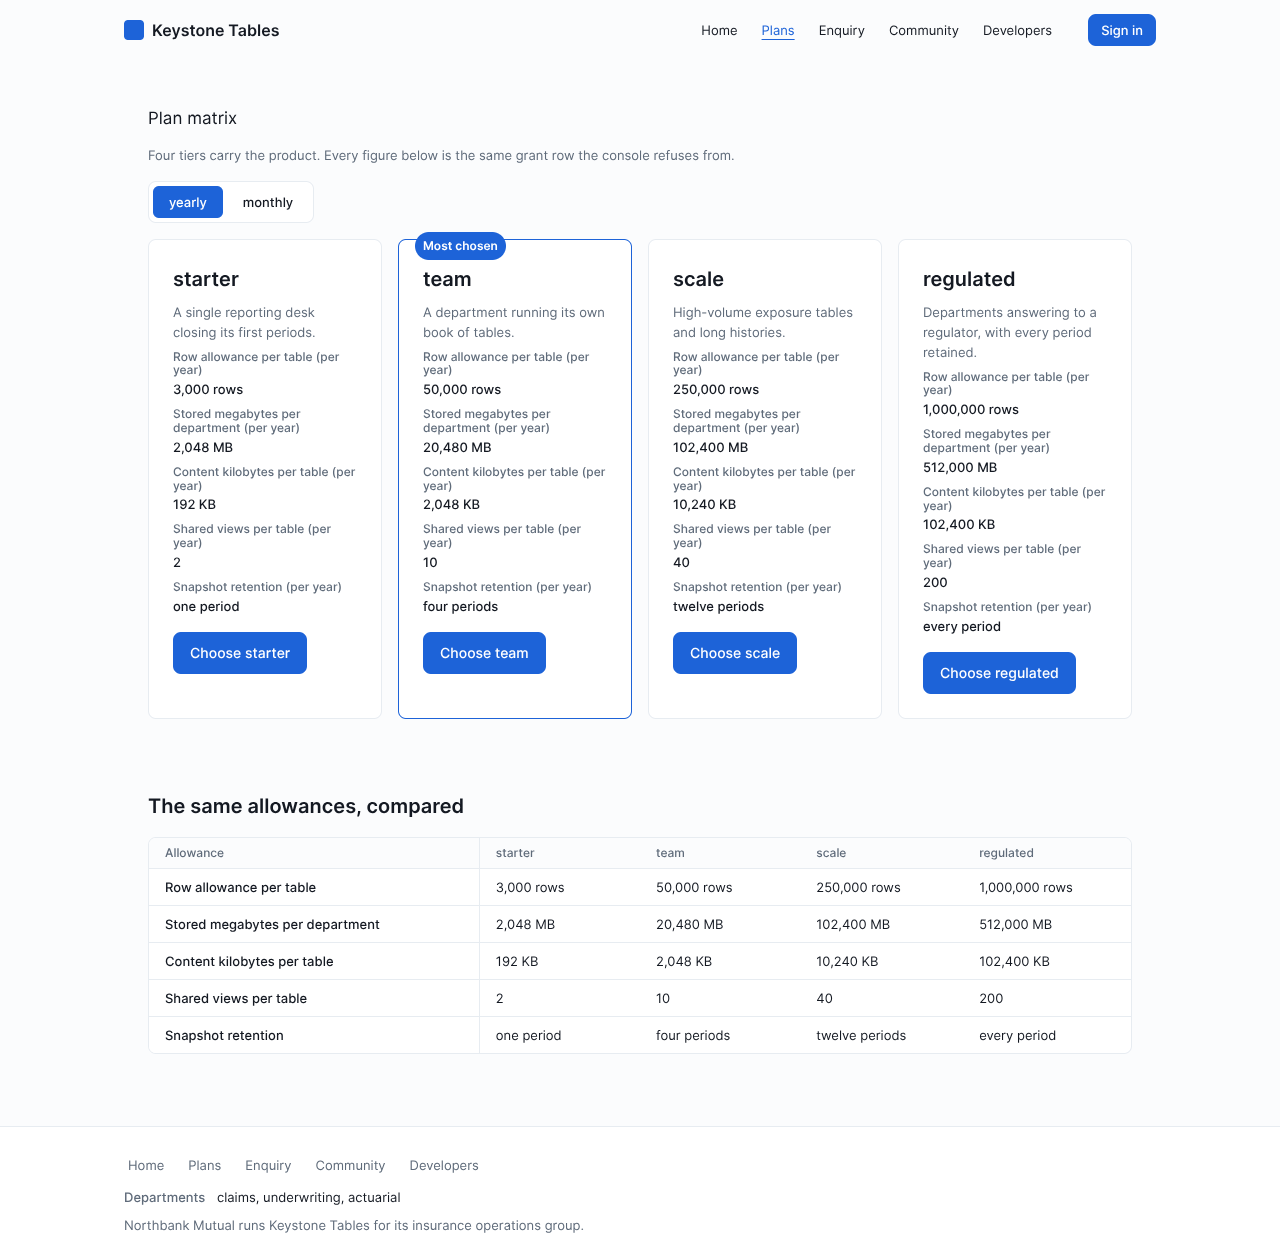 Keystone Tables
Home Plans Enquiry Community Developers Sign in
Plan matrix
Four tiers carry the product. Every figure below is the same grant row the console refuses from.
yearly monthly
starter
A single reporting desk
closing its first periods.
Row allowance per table (per
year)
3,000 rows
Stored megabytes per
department (per year)
2,048 MB
Content kilobytes per table (per
year)
192 KB
Shared views per table (per
year)
2
Snapshot retention (per year)
one period
Choose starter
Most chosen
team
A department running its own
book of tables.
Row allowance per table (per
year)
50,000 rows
Stored megabytes per
department (per year)
20,480 MB
Content kilobytes per table (per
year)
2,048 KB
Shared views per table (per
year)
10
Snapshot retention (per year)
four periods
Choose team
scale
High-volume exposure tables
and long histories.
Row allowance per table (per
year)
250,000 rows
Stored megabytes per
department (per year)
102,400 MB
Content kilobytes per table (per
year)
10,240 KB
Shared views per table (per
year)
40
Snapshot retention (per year)
twelve periods
Choose scale
regulated
Departments answering to a
regulator, with every period
retained.
Row allowance per table (per
year)
1,000,000 rows
Stored megabytes per
department (per year)
512,000 MB
Content kilobytes per table (per
year)
102,400 KB
Shared views per table (per
year)
200
Snapshot retention (per year)
every period
Choose regulated
The same allowances, compared
Allowance starter team scale regulated
Row allowance per table 3,000 rows 50,000 rows 250,000 rows 1,000,000 rows
Stored megabytes per department 2,048 MB 20,480 MB 102,400 MB 512,000 MB
Content kilobytes per table 192 KB 2,048 KB 10,240 KB 102,400 KB
Shared views per table 2 10 40 200
Snapshot retention one period four periods twelve periods every period
Home Plans Enquiry Community Developers
Departments claims, underwriting, actuarial
Northbank Mutual runs Keystone Tables for its insurance operations group.